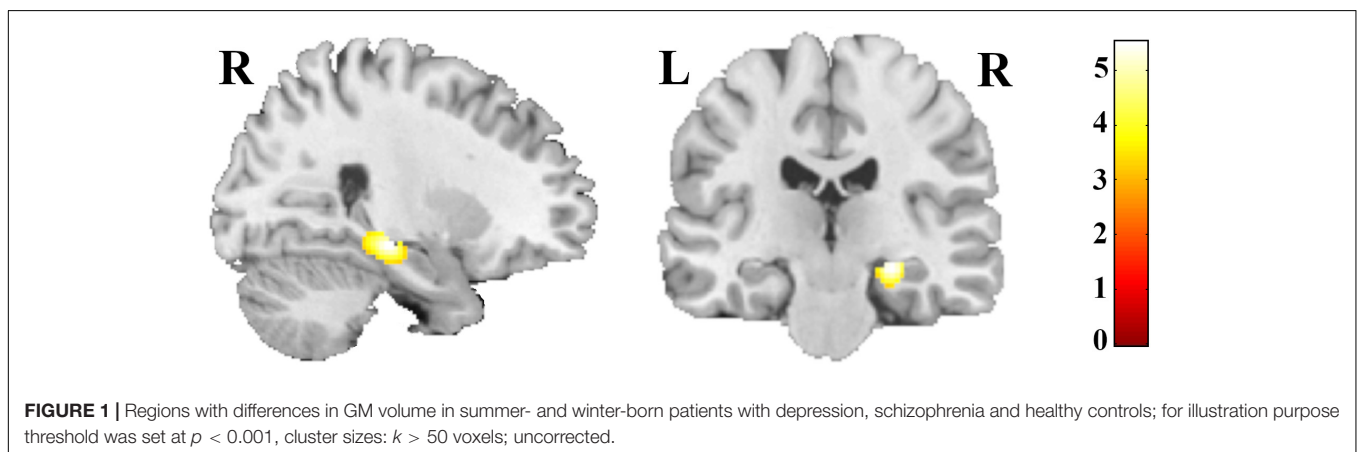 R
L
R
5
4
3
2
1
0
FIGURE 1 | Regions with differences in GM volume in summer- and winter-born patients with depression, schizophrenia and healthy controls; for illustration purpose
threshold was set at p < 0.001, cluster sizes: k > 50 voxels; uncorrected.